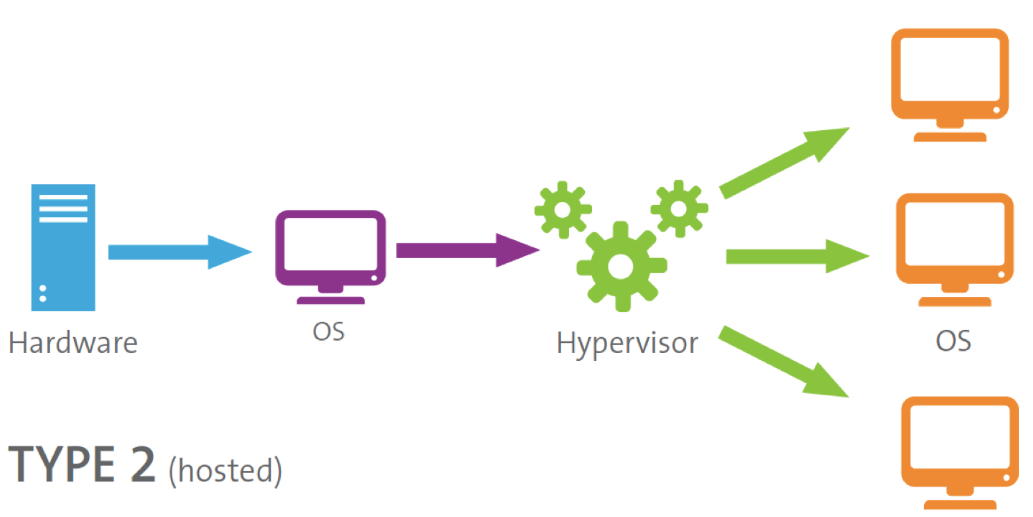 Hardware
OS
Hypervisor
OS
TYPE 2 (hosted)